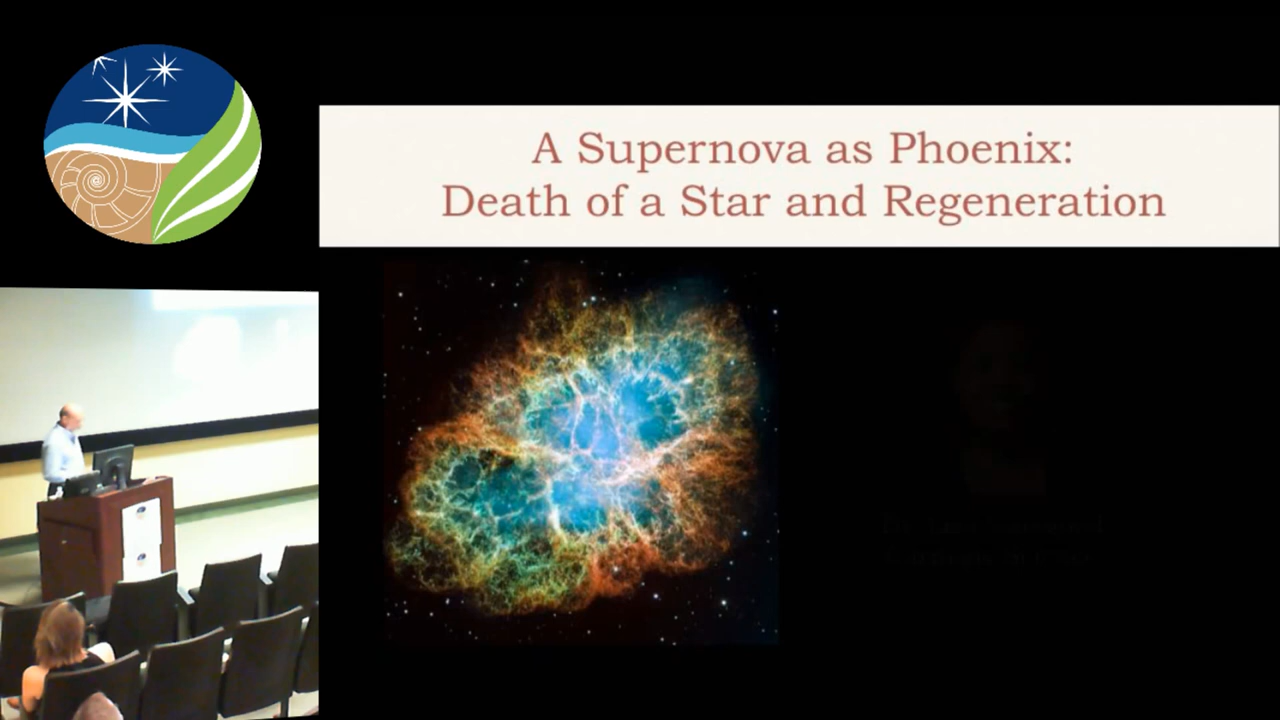 A Supernova as Phoenix:
Death of a Star and Regeneration